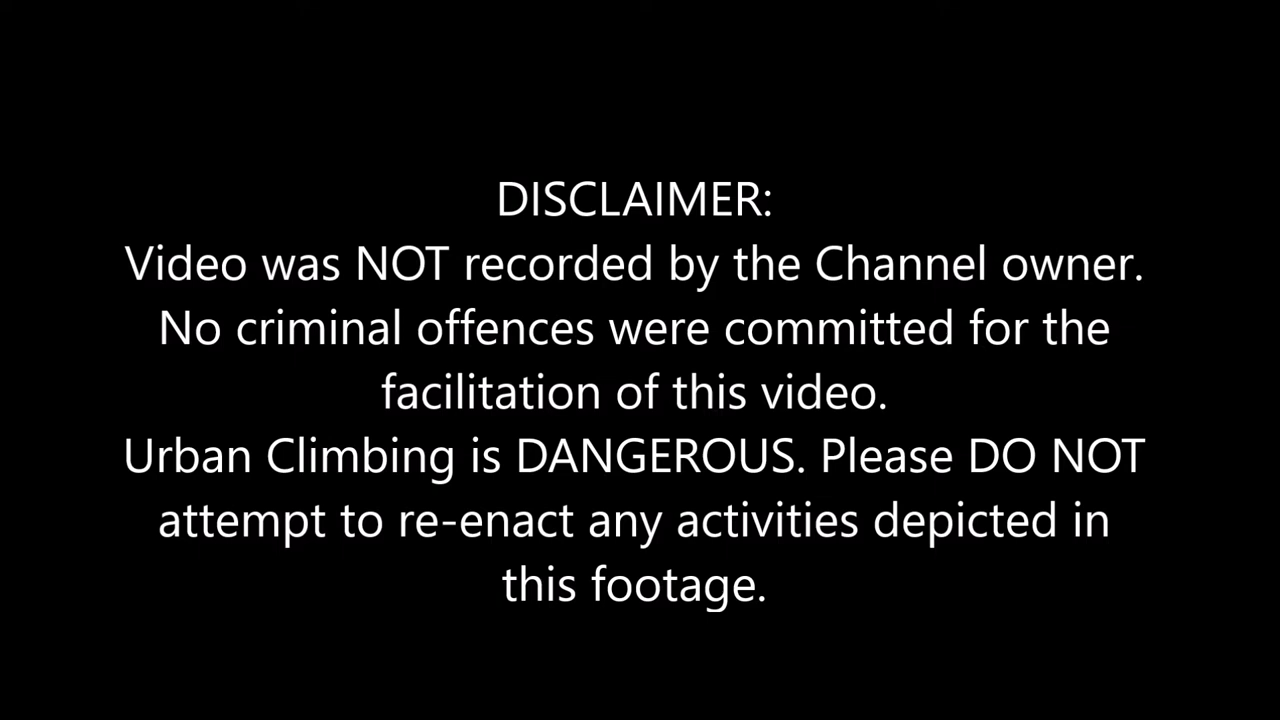 DISCLAIMER:
Video was NOT recorded by the Channel owner.
No criminal offences were committed for the
facilitation of this video.
Urban Climbing is DANGEROUS. Please DO NOT
attempt to re-enact any activities depicted in
this footage.